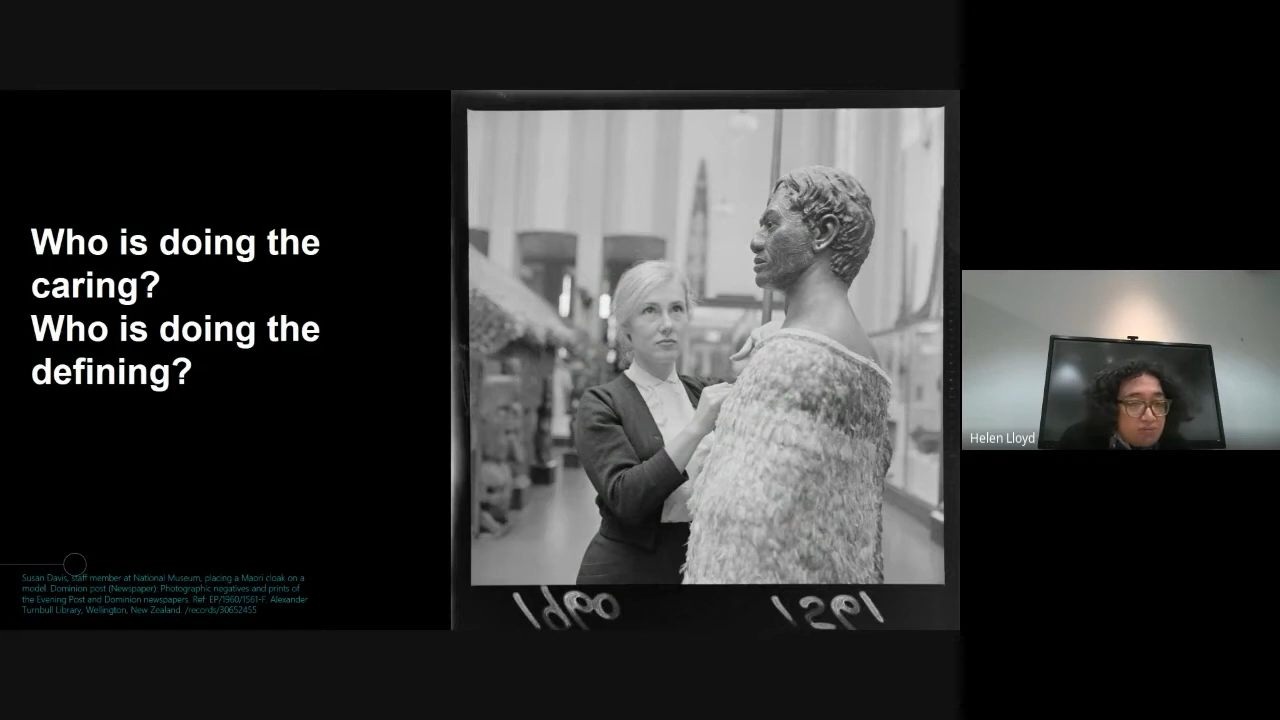 Who is doing the
caring?
Who is doing the
defining?
Susan Davis, staff member at National Museum, placing a Maori cloak on a
model. Dominion post (Newspaper): Photographic negatives and prints of
the Evening Post and Dominion newspapers. Ref: EP/1960/1561-F. Alexander
Turnbull Library, Wellington, New Zealand. /records/30652455
1960 1561
Helen Lloyd